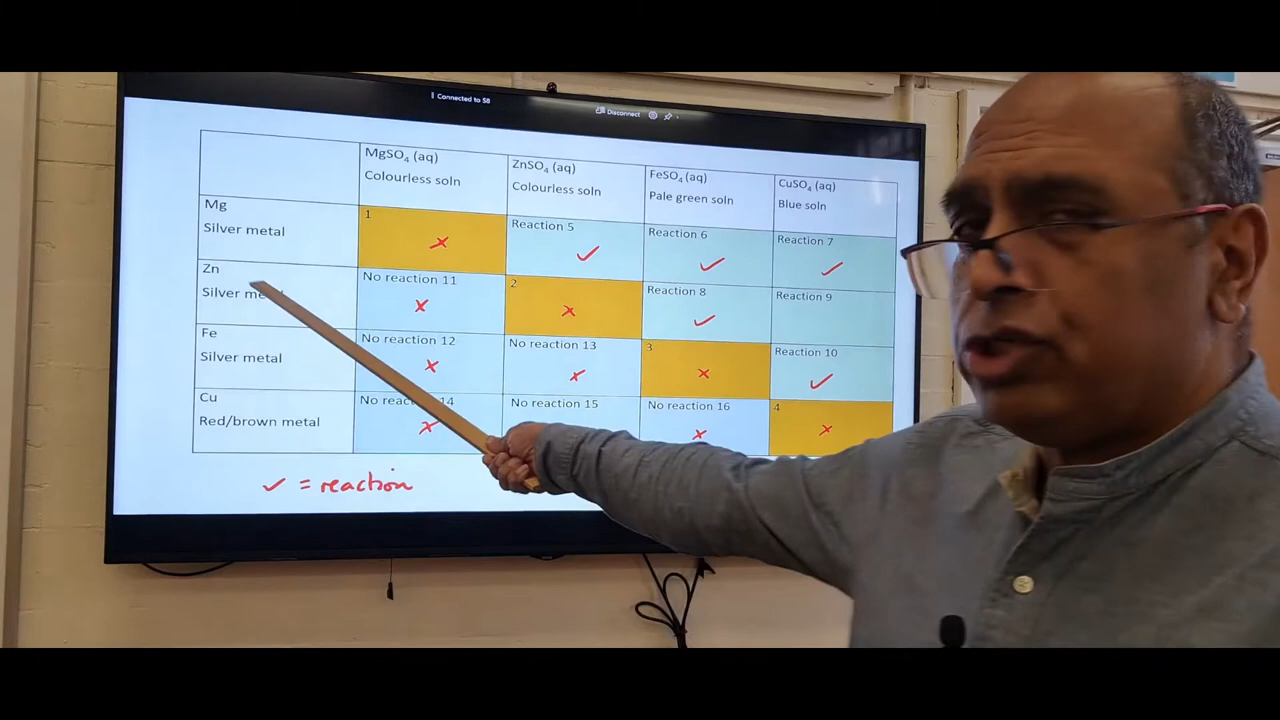 Connected to S8
Disconnect
MgSO₄ (aq)
Colourless soln
ZnSO₄ (aq)
Colourless soln
FeSO₄ (aq)
Pale green soln
CuSO₄ (aq)
Blue soln
Mg
Silver metal
1
✗
Reaction 5
✓
Reaction 6
✓
Reaction 7
✓
Zn
Silver
No reaction 11
✗
2
✗
Reaction 8
✓
Reaction 9
Fe
Silver metal
No reaction 12
✗
No reaction 13
✗
3
✗
Reaction 10
✓
Cu
Red/brown metal
No 14
✗
No reaction 15
No reaction 16
✗
4
✗
✓ = reaction